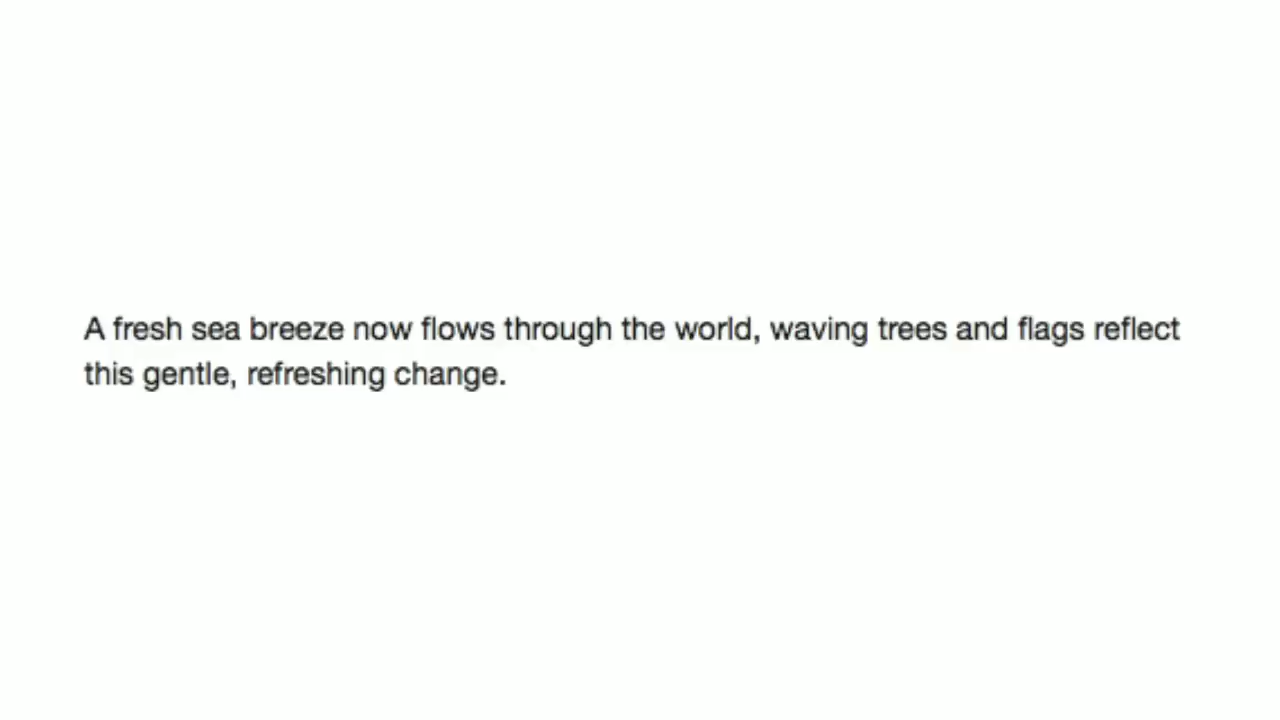 A fresh sea breeze now flows through the world, waving trees and flags reflect
this gentle, refreshing change.